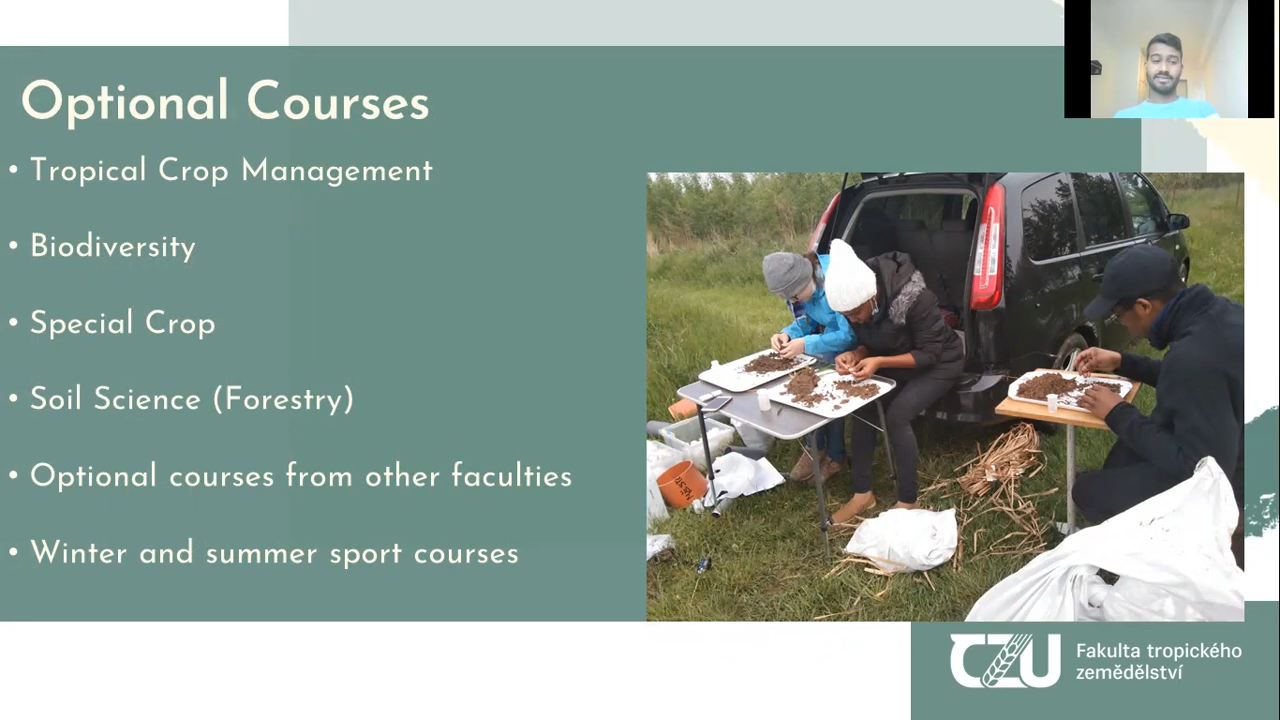 Optional Courses
• Tropical Crop Management
• Biodiversity
• Special Crop
• Soil Science (Forestry)
• Optional courses from other faculties
• Winter and summer sport courses
CZU
Fakulta tropického
zemědělství